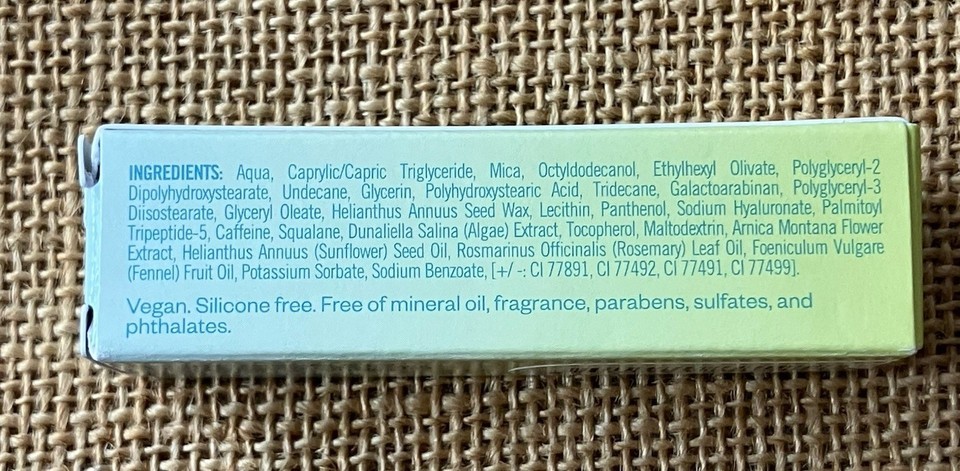 INGREDIENTS: Aqua, Caprylic/Capric Triglyceride, Mica, Octyldodecanol, Ethylhexyl Olivate, Polyglyceryl-2
Dipolyhydroxystearate, Undecane, Glycerin, Polyhydroxystearic Acid, Tridecane, Galactoarabinan, Polyglyceryl-3
Diisostearate, Glyceryl Oleate, Helianthus Annuus Seed Wax, Lecithin, Panthenol, Sodium Hyaluronate, Palmitoyl
Tripeptide-5, Caffeine, Squalane, Dunaliella Salina (Algae) Extract, Tocopherol, Maltodextrin, Arnica Montana Flower
Extract, Helianthus Annuus (Sunflower) Seed Oil, Rosmarinus Officinalis (Rosemary) Leaf Oil, Foeniculum Vulgare
(Fennel) Fruit Oil, Potassium Sorbate, Sodium Benzoate, [+/ -: CI 77891, CI 77492, CI 77491, CI 77499].
Vegan. Silicone free. Free of mineral oil, fragrance, parabens, sulfates, and
phthalates.